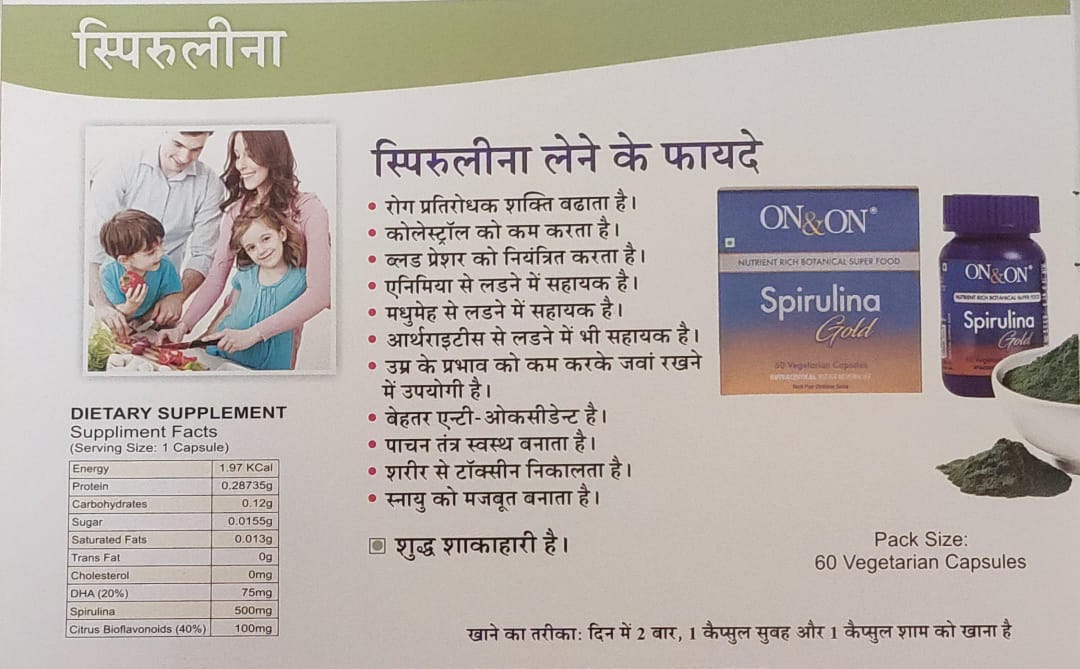 स्पिरुलीना
स्पिरुलीना लेने के फायदे
• रोग प्रतिरोधक शक्ति बढाता है।
• कोलेस्ट्रॉल को कम करता है।
• ब्लड प्रेशर को नियंत्रित करता है।
• एनिमिया से लडने में सहायक है।
• मधुमेह से लडने में सहायक है।
• आर्थराइटीस से लडने में भी सहायक है।
• उम्र के प्रभाव को कम करके जवां रखने
में उपयोगी है।
• बेहतर एन्टी-ओकसीडेन्ट है।
• पाचन तंत्र स्वस्थ बनाता है।
• शरीर से टॉक्सीन निकालता है।
• स्नायु को मजबूत बनाता है।
शुद्ध शाकाहारी है।
DIETARY SUPPLEMENT
Suppliment Facts
(Serving Size: 1 Capsule)
Energy 1.97 KCal
Protein 0.28735g
Carbohydrates 0.12g
Sugar 0.0155g
Saturated Fats 0.013g
Trans Fat 0g
Cholesterol 0mg
DHA (20%) 75mg
Spirulina 500mg
Citrus Bioflavonoids (40%) 100mg
ON&ON®
NUTRIENT RICH BOTANICAL SUPER FOOD
Spirulina
Gold
60 Vegetarian Capsules
NUTRACEUTICAL
ON&ON®
NUTRIENT RICH BOTANICAL SUPER FOOD
Spirulina
Gold
Pack Size:
60 Vegetarian Capsules
खाने का तरीका: दिन में 2 बार, 1 कैप्सुल सुबह और 1 कैप्सुल शाम को खाना है